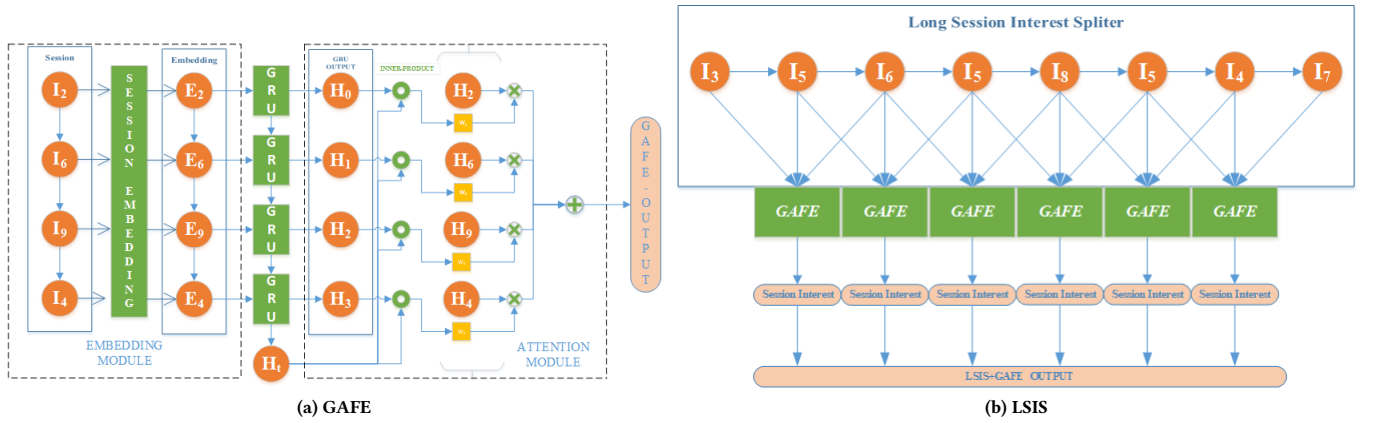 Session
I2
I6
I9
I4
SESSION EMBEDDING
Embedding
E2
E6
E9
E4
EMBEDDING
MODULE
GRU
GRU
GRU
GRU
Ht
GRU
OUTPUT
H0
H1
H2
H3
INNER-PRODUCT
H2
H6
H9
H4
ATTENTION
MODULE
GAFE-OUTPUT
(a) GAFE
Long Session Interest Spliter
I3 I5 I6 I5 I8 I5 I4 I7
GAFE GAFE GAFE GAFE GAFE GAFE
Session Interest Session Interest Session Interest Session Interest Session Interest Session Interest
LSIS+GAFE OUTPUT
(b) LSIS